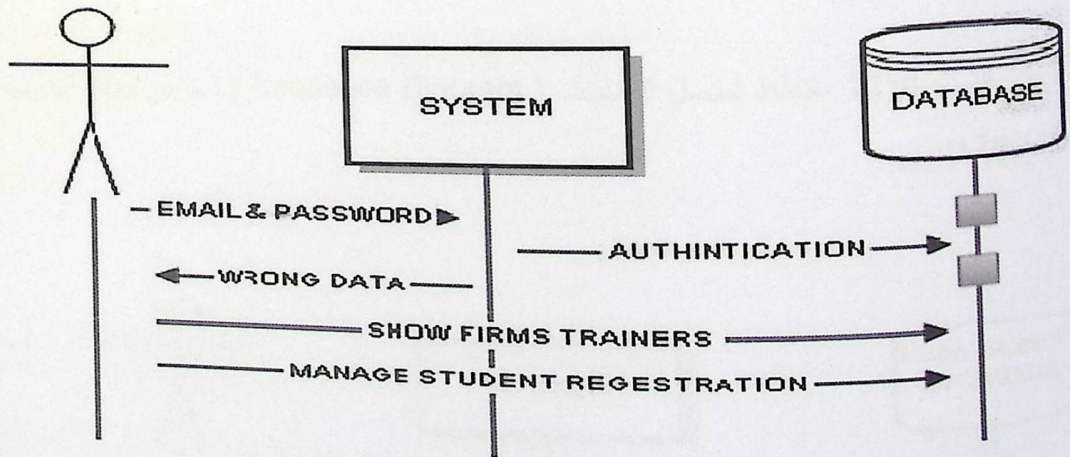 SYSTEM
DATABASE
EMAIL & PASSWORD
AUTHINTICATION
WRONG DATA
SHOW FIRMS TRAINERS
MANAGE STUDENT REGESTRATION